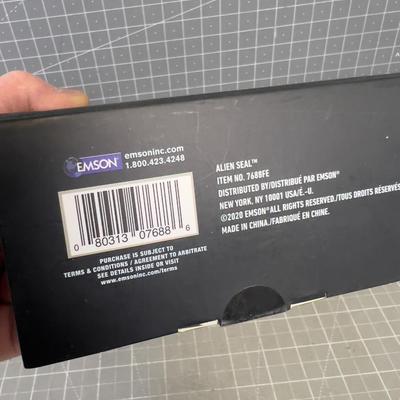 EMSON®
emsoninc.com
1.800.423.4248
0 80313 07688 6
PURCHASE IS SUBJECT TO
TERMS & CONDITIONS / AGREEMENT TO ARBITRATE
SEE DETAILS INSIDE OR VISIT
www.emsoninc.com/terms
ALIEN SEAL™
ITEM NO. 7688FE
DISTRIBUTED BY/DISTRIBUÉ PAR EMSON®
NEW YORK, NY 10001 USA/É.-U.
©2020 EMSON® ALL RIGHTS RESERVED./TOUS DROITS RÉSERVÉS
MADE IN CHINA./FABRIQUÉ EN CHINE.